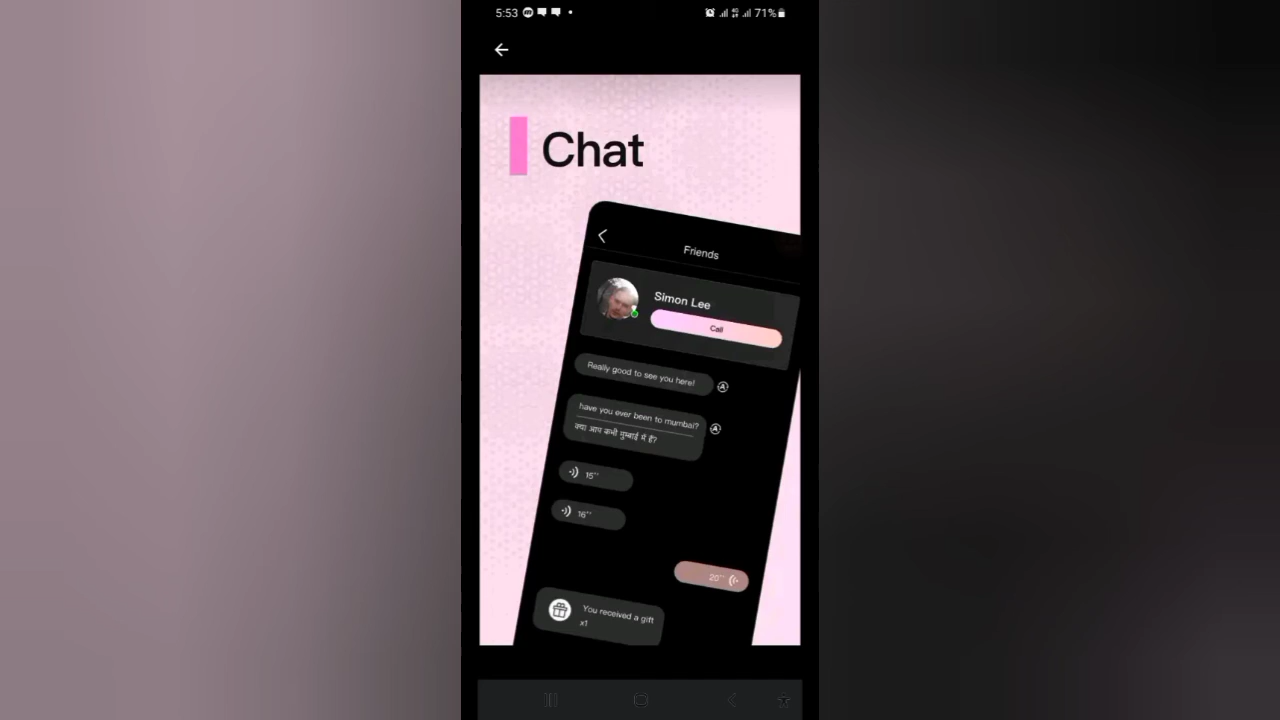 5:53
71%
Chat
Friends
Simon Lee
Call
Really good to see you here!
have you ever been to mumbai?
क्या आप कभी मुम्बाई में हैं?
15''
16''
20''
You received a gift
x1